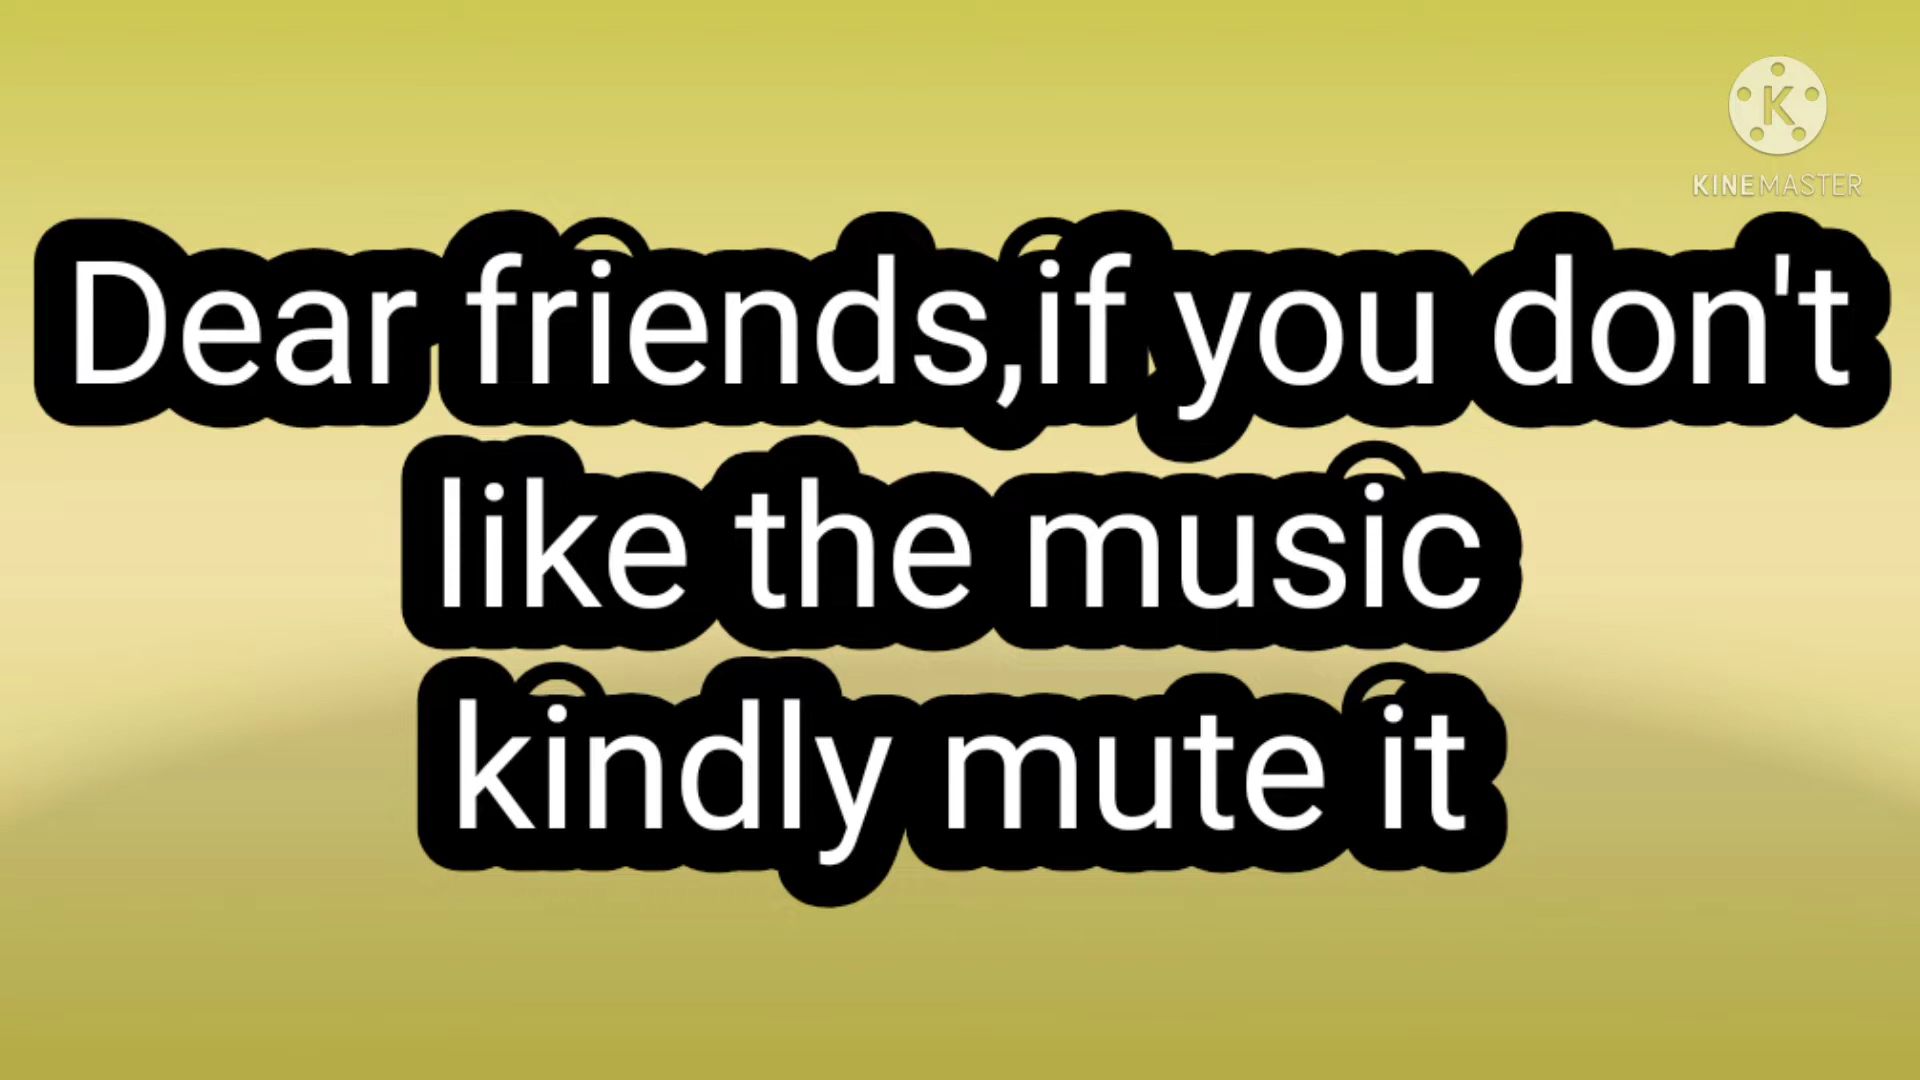 K
KINEMASTER
Dear friends,if you don't
like the music
kindly mute it